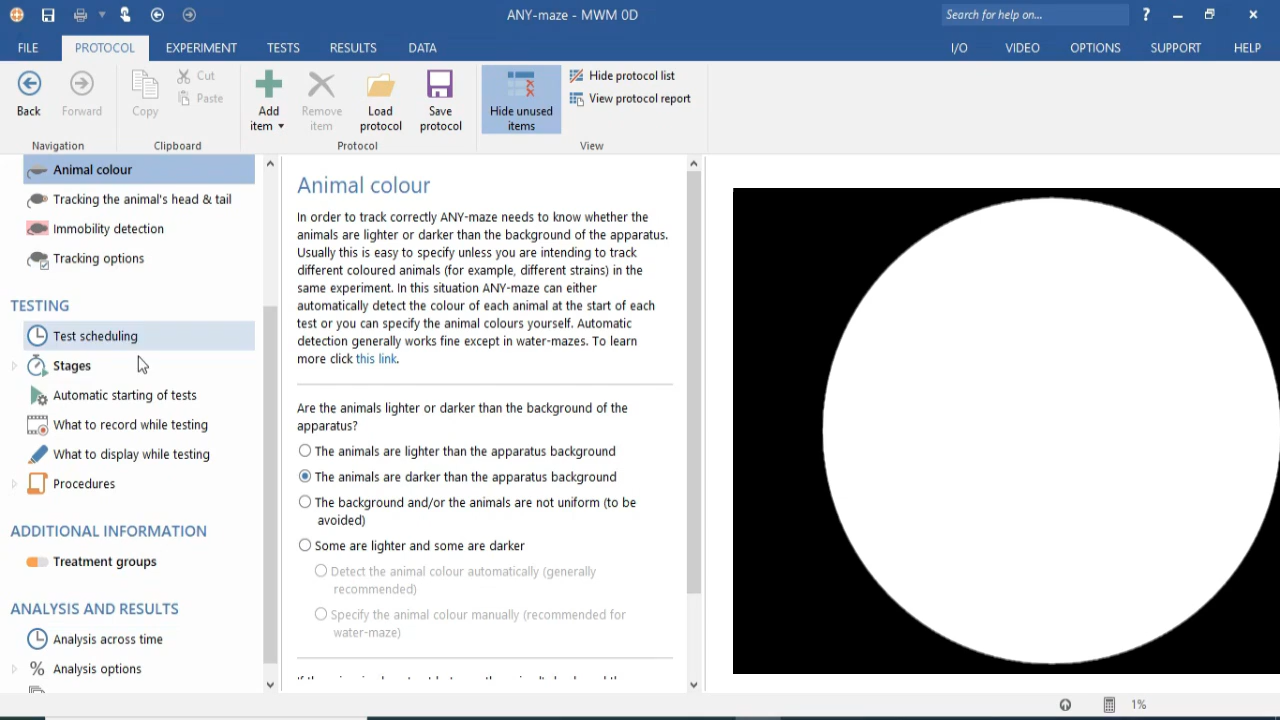 ANY-maze - MWM 0D
Search for help on...
?
FILE
PROTOCOL
EXPERIMENT
TESTS
RESULTS
DATA
I/O
VIDEO
OPTIONS
SUPPORT
HELP
Back
Forward
Navigation
Copy
Cut
Paste
Clipboard
Add
item
Remove
item
Load
protocol
Save
protocol
Protocol
Hide unused
items
Hide protocol list
View protocol report
View
Animal colour
Tracking the animal's head & tail
Immobility detection
Tracking options
TESTING
Test scheduling
Stages
Automatic starting of tests
What to record while testing
What to display while testing
Procedures
ADDITIONAL INFORMATION
Treatment groups
ANALYSIS AND RESULTS
Analysis across time
% Analysis options
Animal colour
In order to track correctly ANY-maze needs to know whether the
animals are lighter or darker than the background of the apparatus.
Usually this is easy to specify unless you are intending to track
different coloured animals (for example, different strains) in the
same experiment. In this situation ANY-maze can either
automatically detect the colour of each animal at the start of each
test or you can specify the animal colours yourself. Automatic
detection generally works fine except in water-mazes. To learn
more click this link.
Are the animals lighter or darker than the background of the
apparatus?
The animals are lighter than the apparatus background
The animals are darker than the apparatus background
The background and/or the animals are not uniform (to be
avoided)
Some are lighter and some are darker
Detect the animal colour automatically (generally
recommended)
Specify the animal colour manually (recommended for
water-maze)
1%